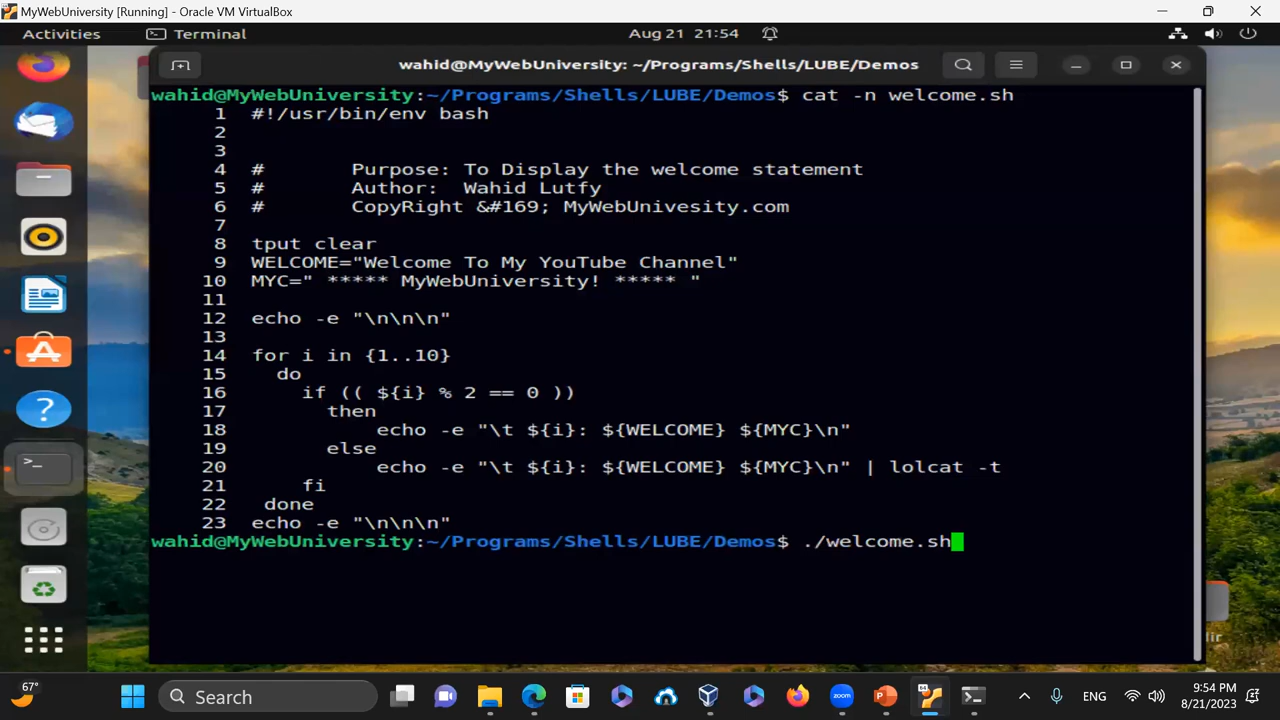 MyWebUniversity [Running] - Oracle VM VirtualBox
Activities Terminal Aug 21 21:54
wahid@MyWebUniversity: ~/Programs/Shells/LUBE/Demos
wahid@MyWebUniversity:~/Programs/Shells/LUBE/Demos$ cat -n welcome.sh
1 #!/usr/bin/env bash
2
3
4 # Purpose: To Display the welcome statement
5 # Author: Wahid Lutfy
6 # CopyRight &#169; MyWebUnivesity.com
7
8 tput clear
9 WELCOME="Welcome To My YouTube Channel"
10 MYC=" ***** MyWebUniversity! ***** "
11
12 echo -e "\n\n\n"
13
14 for i in {1..10}
15 do
16 if (( ${i} % 2 == 0 ))
17 then
18 echo -e "\t ${i}: ${WELCOME} ${MYC}\n"
19 else
20 echo -e "\t ${i}: ${WELCOME} ${MYC}\n" | lolcat -t
21 fi
22 done
23 echo -e "\n\n\n"
wahid@MyWebUniversity:~/Programs/Shells/LUBE/Demos$ ./welcome.sh
ir
67°
Search
zoom
ENG
9:54 PM
8/21/2023